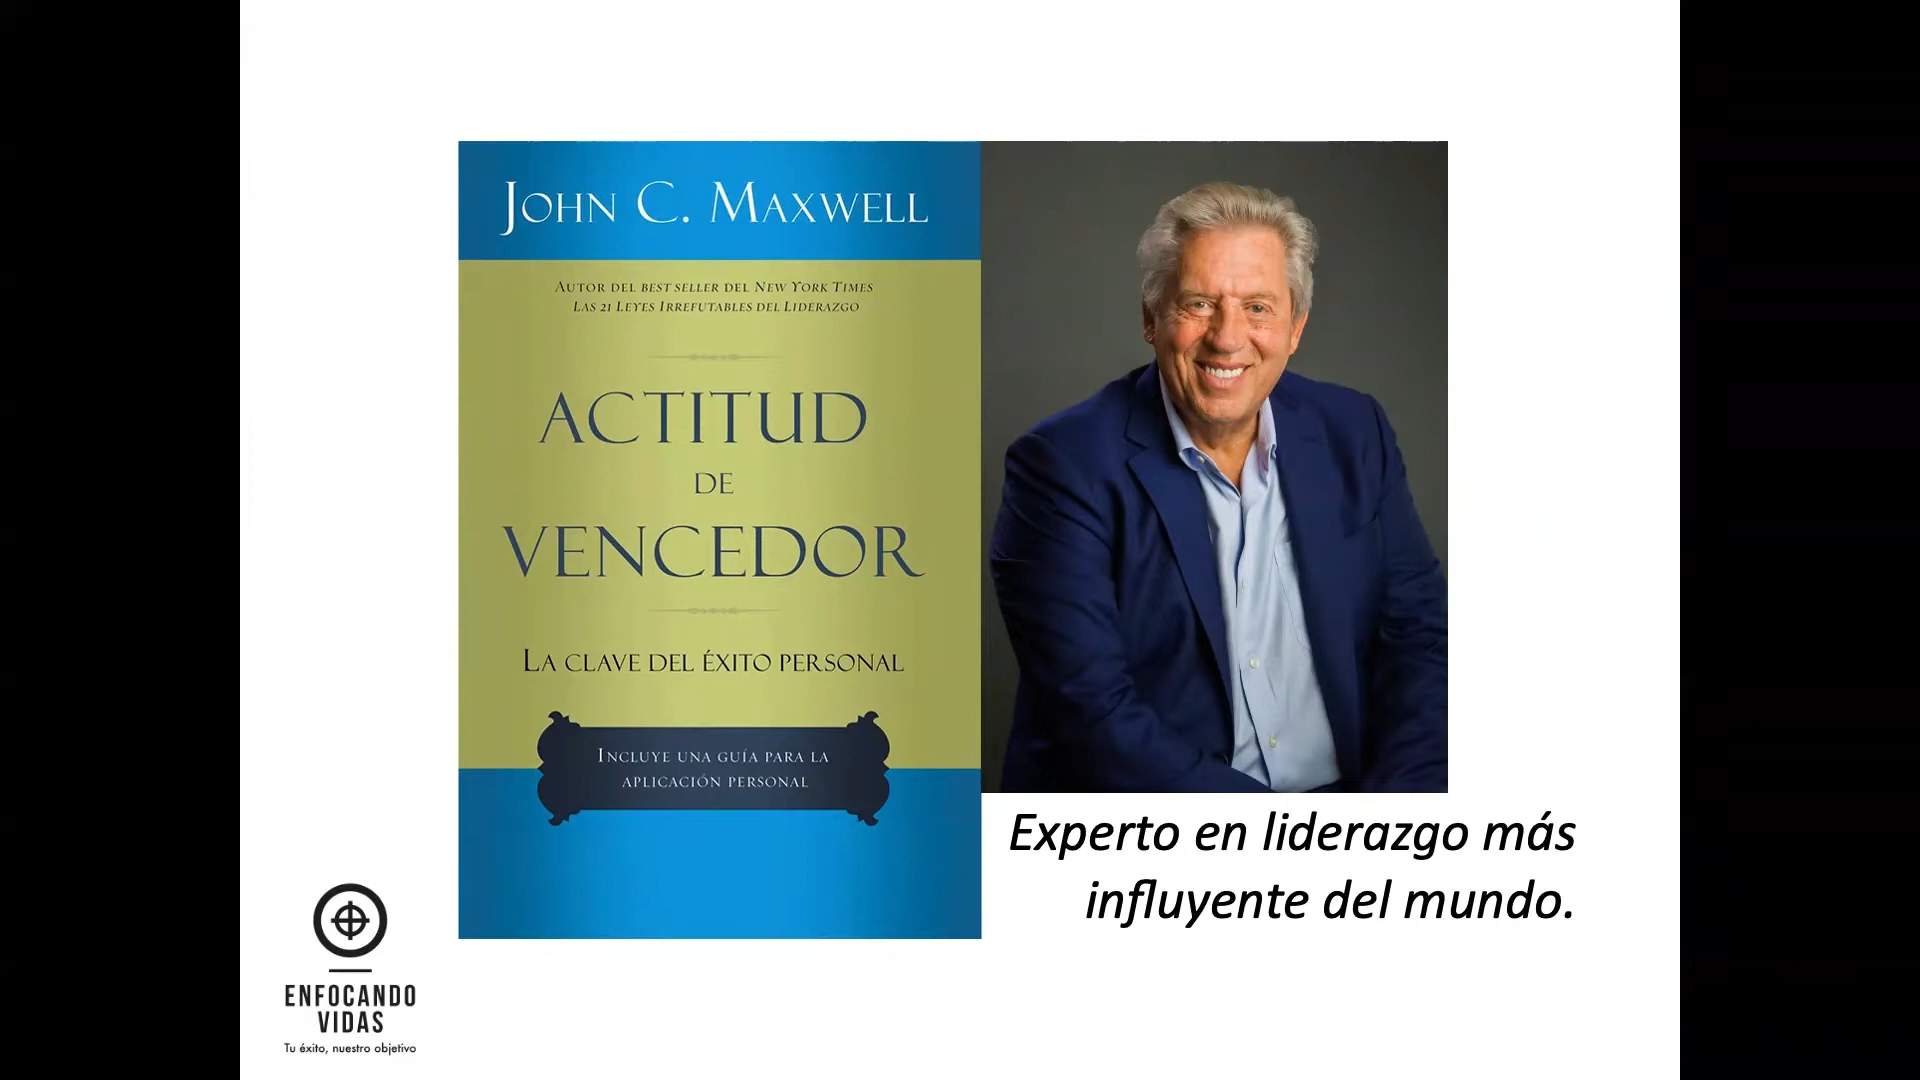 JOHN C. MAXWELL
AUTOR DEL BEST SELLER DEL NEW YORK TIMES
LAS 21 LEYES IRREFUTABLES DEL LIDERAZGO
ACTITUD
DE
VENCEDOR
LA CLAVE DEL ÉXITO PERSONAL
INCLUYE UNA GUÍA PARA LA
APLICACIÓN PERSONAL
Experto en liderazgo más
influyente del mundo.
ENFOCANDO
VIDAS
Tu éxito, nuestro objetivo